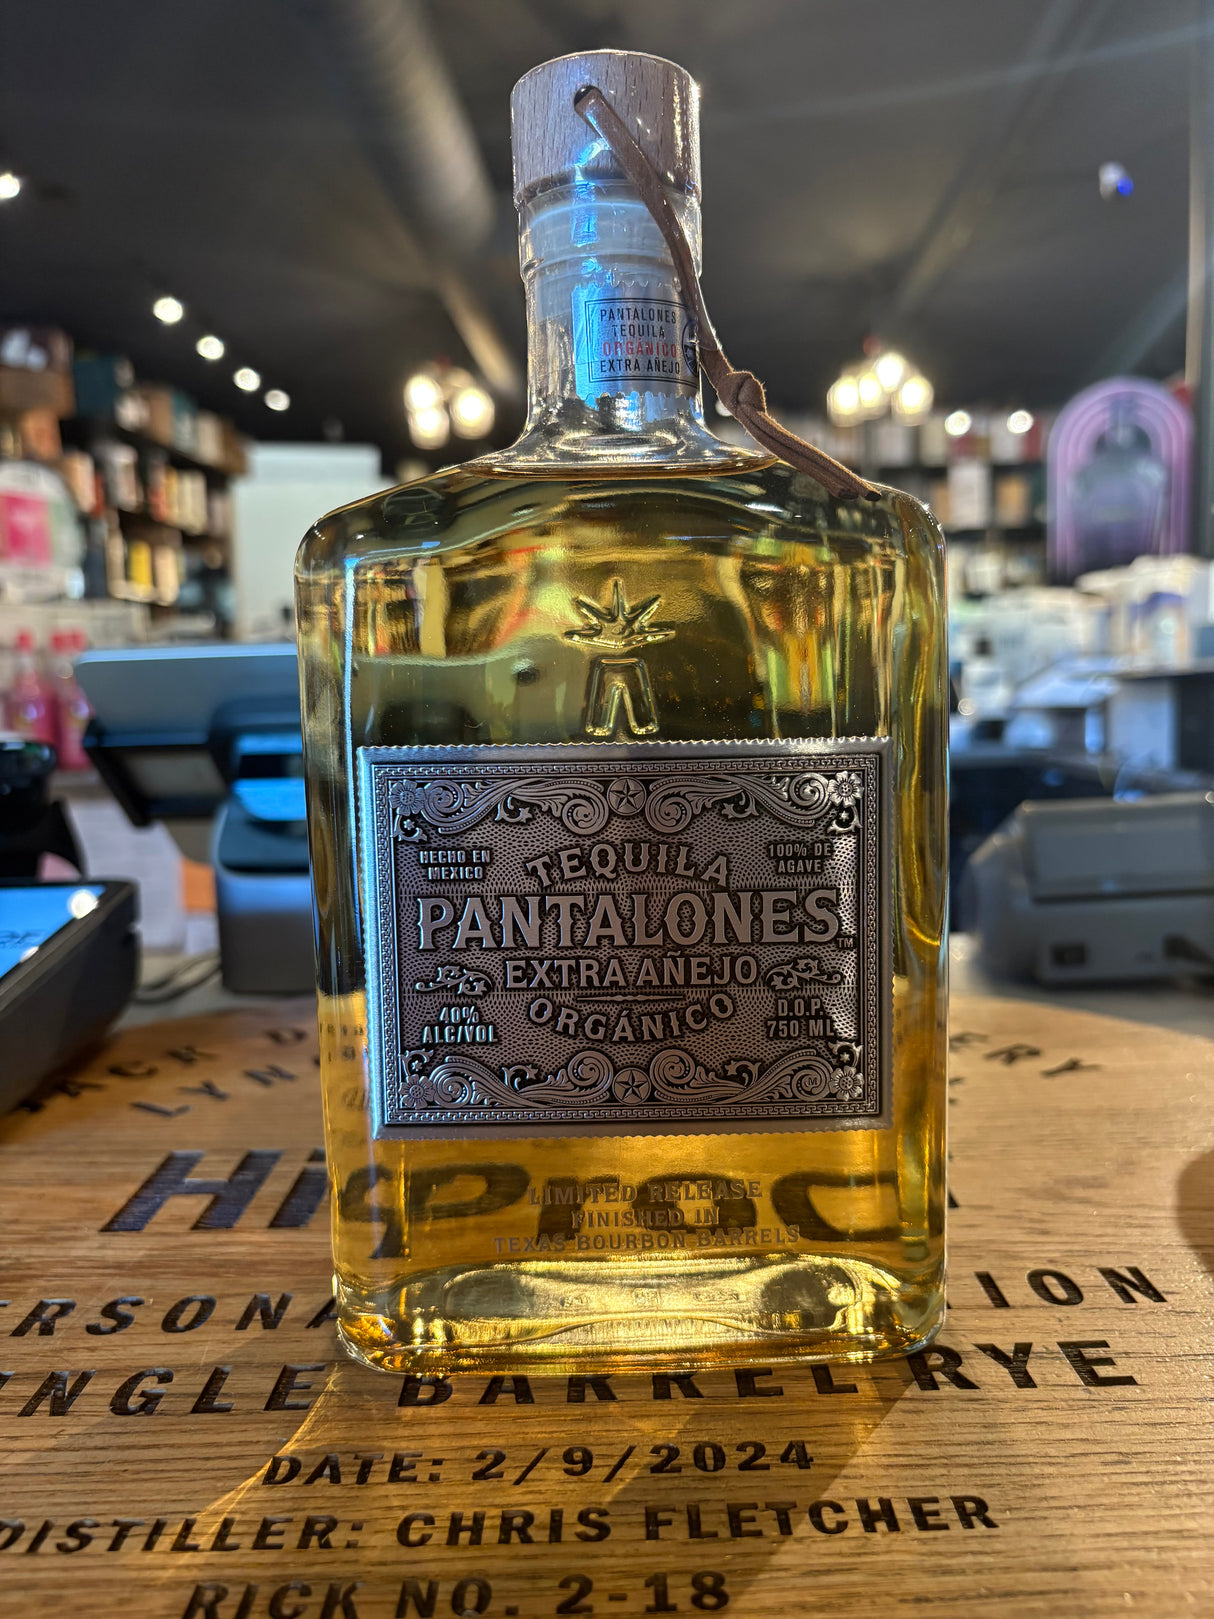 PANTALONES
TEQUILA
ORGÁNICO
EXTRA AÑEJO
HECHO EN
MEXICO
100% DE
AGAVE
TEQUILA
PANTALONES™
EXTRA AÑEJO
ORGÁNICO
40%
ALC/VOL
D.O.P.
750 ML
LIMITED RELEASE
FINISHED IN
TEXAS BOURBON BARRELS
BARREL RYE
DATE: 2/9/2024
DISTILLER: CHRIS FLETCHER
RICK NO. 2-18